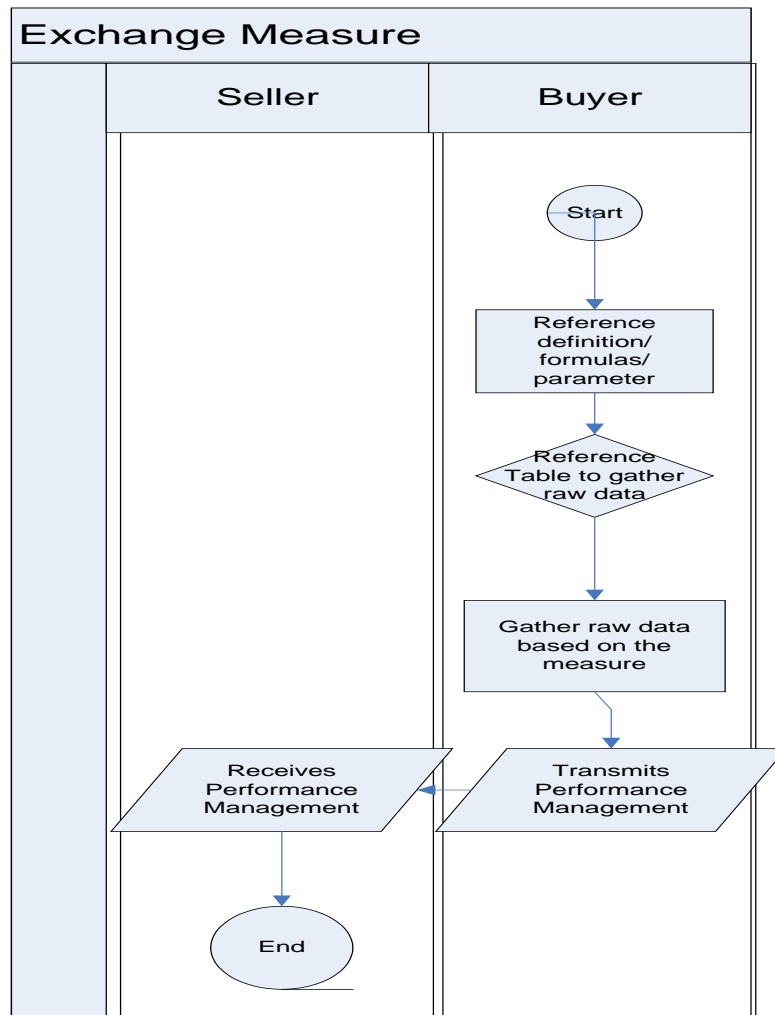 Exchange Measure
Seller
Buyer
Start
Reference
definition/
formulas/
parameter
Reference
Table to gather
raw data
Gather raw data
based on the
measure
Receives
Performance
Management
Transmits
Performance
Management
End